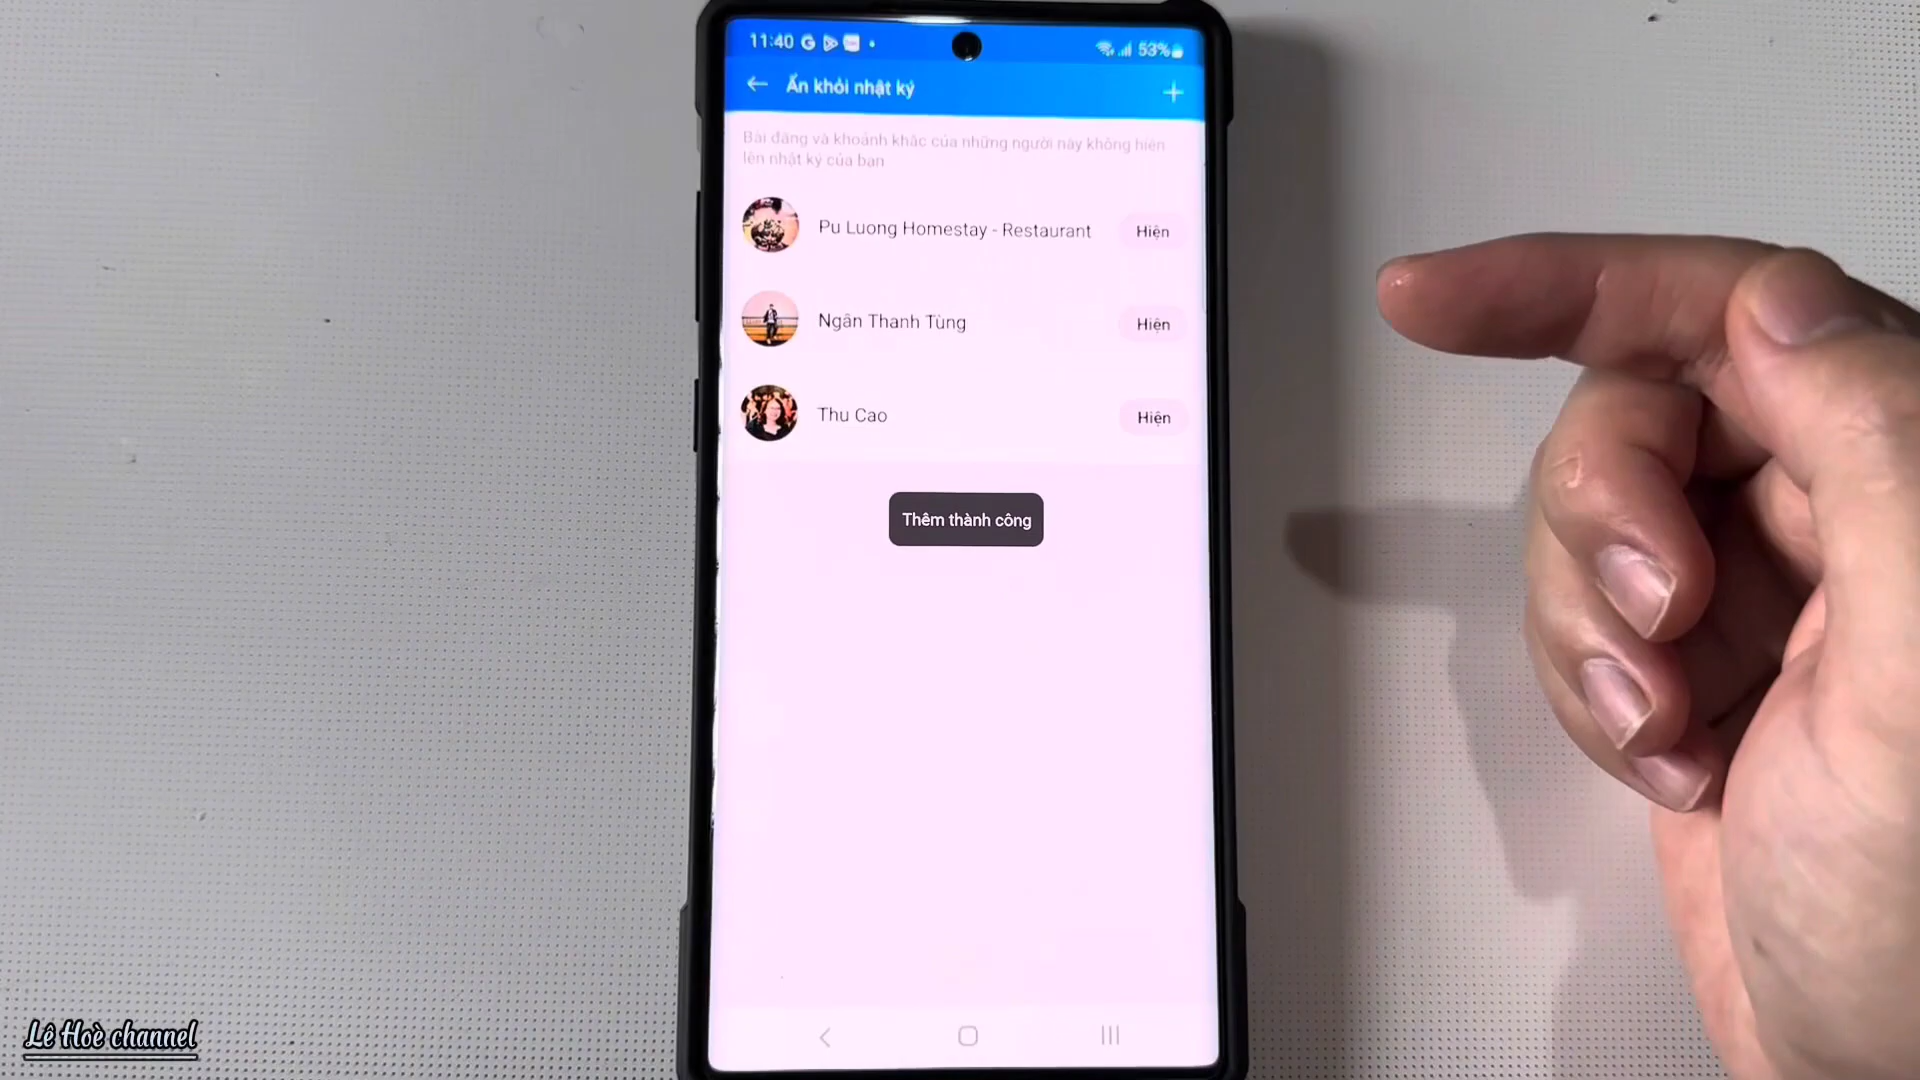 11:40
53%
Ẩn khỏi nhật ký
Bài đăng và khoảnh khắc của những người này không hiện
lên nhật ký của bạn
Pu Luong Homestay - Restaurant
Hiện
Ngân Thanh Tùng
Hiện
Thu Cao
Hiện
Thêm thành công
Lê Hoè channel